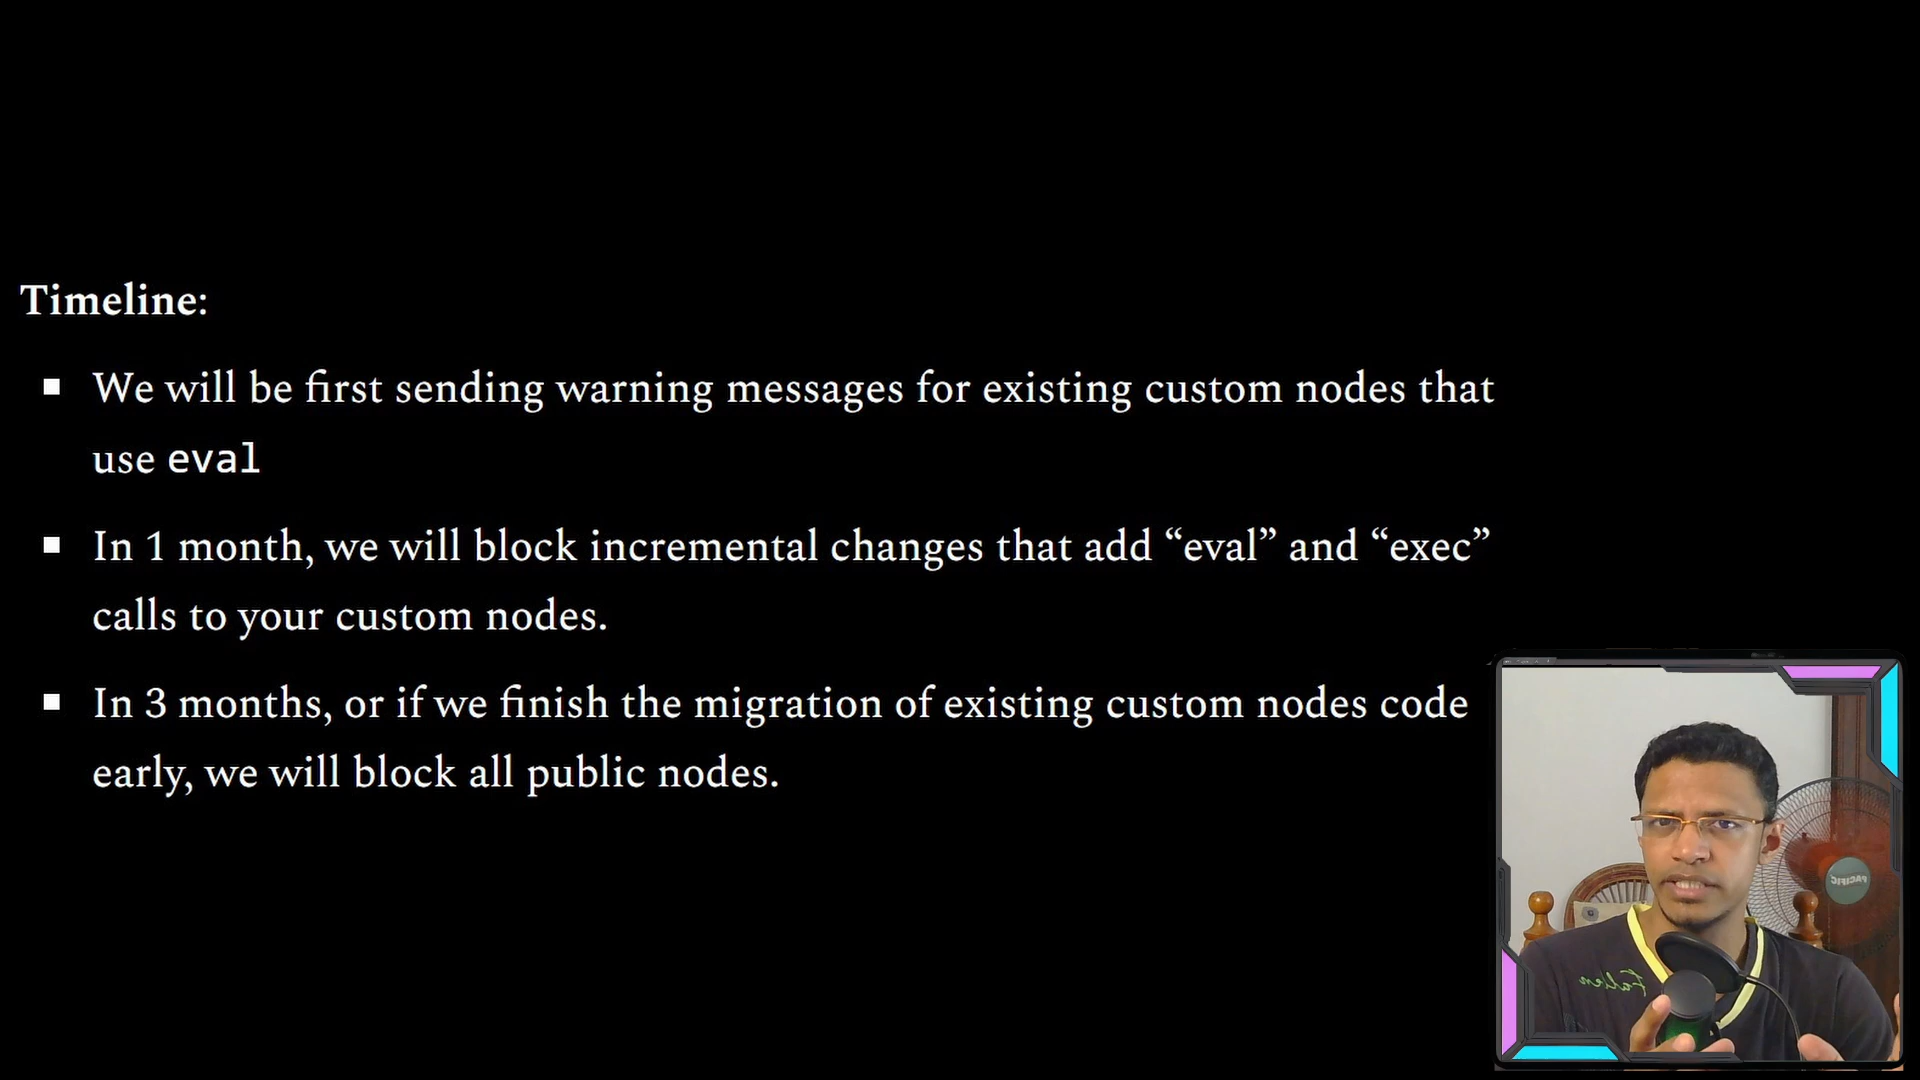 Timeline:
We will be first sending warning messages for existing custom nodes that
use eval
In 1 month, we will block incremental changes that add “eval” and “exec”
calls to your custom nodes.
In 3 months, or if we finish the migration of existing custom nodes code
early, we will block all public nodes.
PACIFIC
Fallen